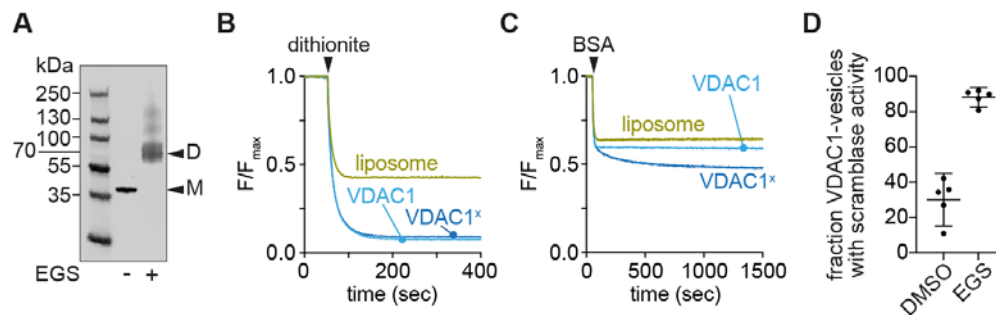 A
kDa
250
130
100
70
55
35
D
M
EGS - +
B
dithionite
1.0
0.5
0.0
F/Fmax
liposome
VDAC1
VDAC1x
0 200 400
time (sec)
C
BSA
1.0
0.5
0.0
F/Fmax
VDAC1
liposome
VDAC1x
0 500 1000 1500
time (sec)
D
fraction VDAC1-vesicles
with scramblase activity
100
80
60
40
20
0
DMSO
EGS